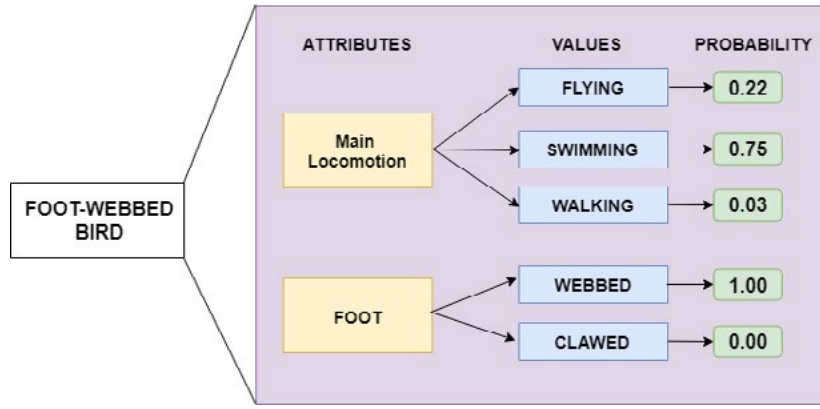 ATTRIBUTES VALUES PROBABILITY
FLYING 0.22
Main
Locomotion
SWIMMING 0.75
WALKING 0.03
FOOT-WEBBED
BIRD
WEBBED 1.00
FOOT
CLAWED 0.00